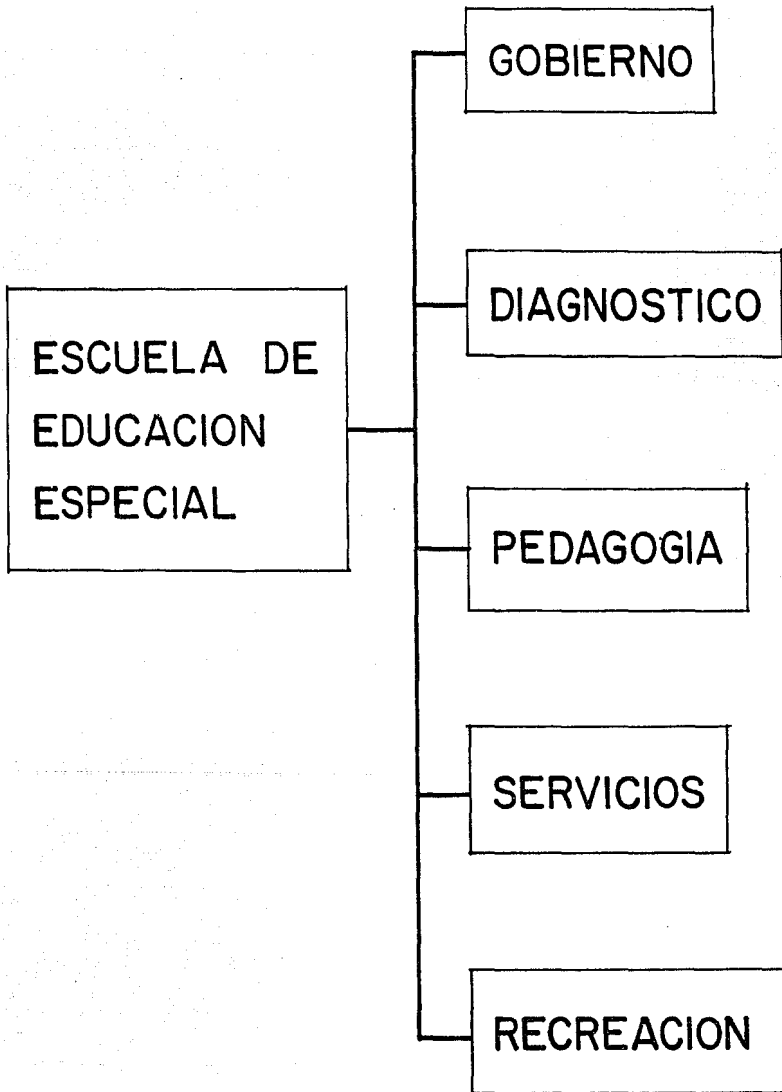 GOBIERNO
DIAGNOSTICO
ESCUELA DE
EDUCACION
ESPECIAL
PEDAGOGIA
SERVICIOS
RECREACION